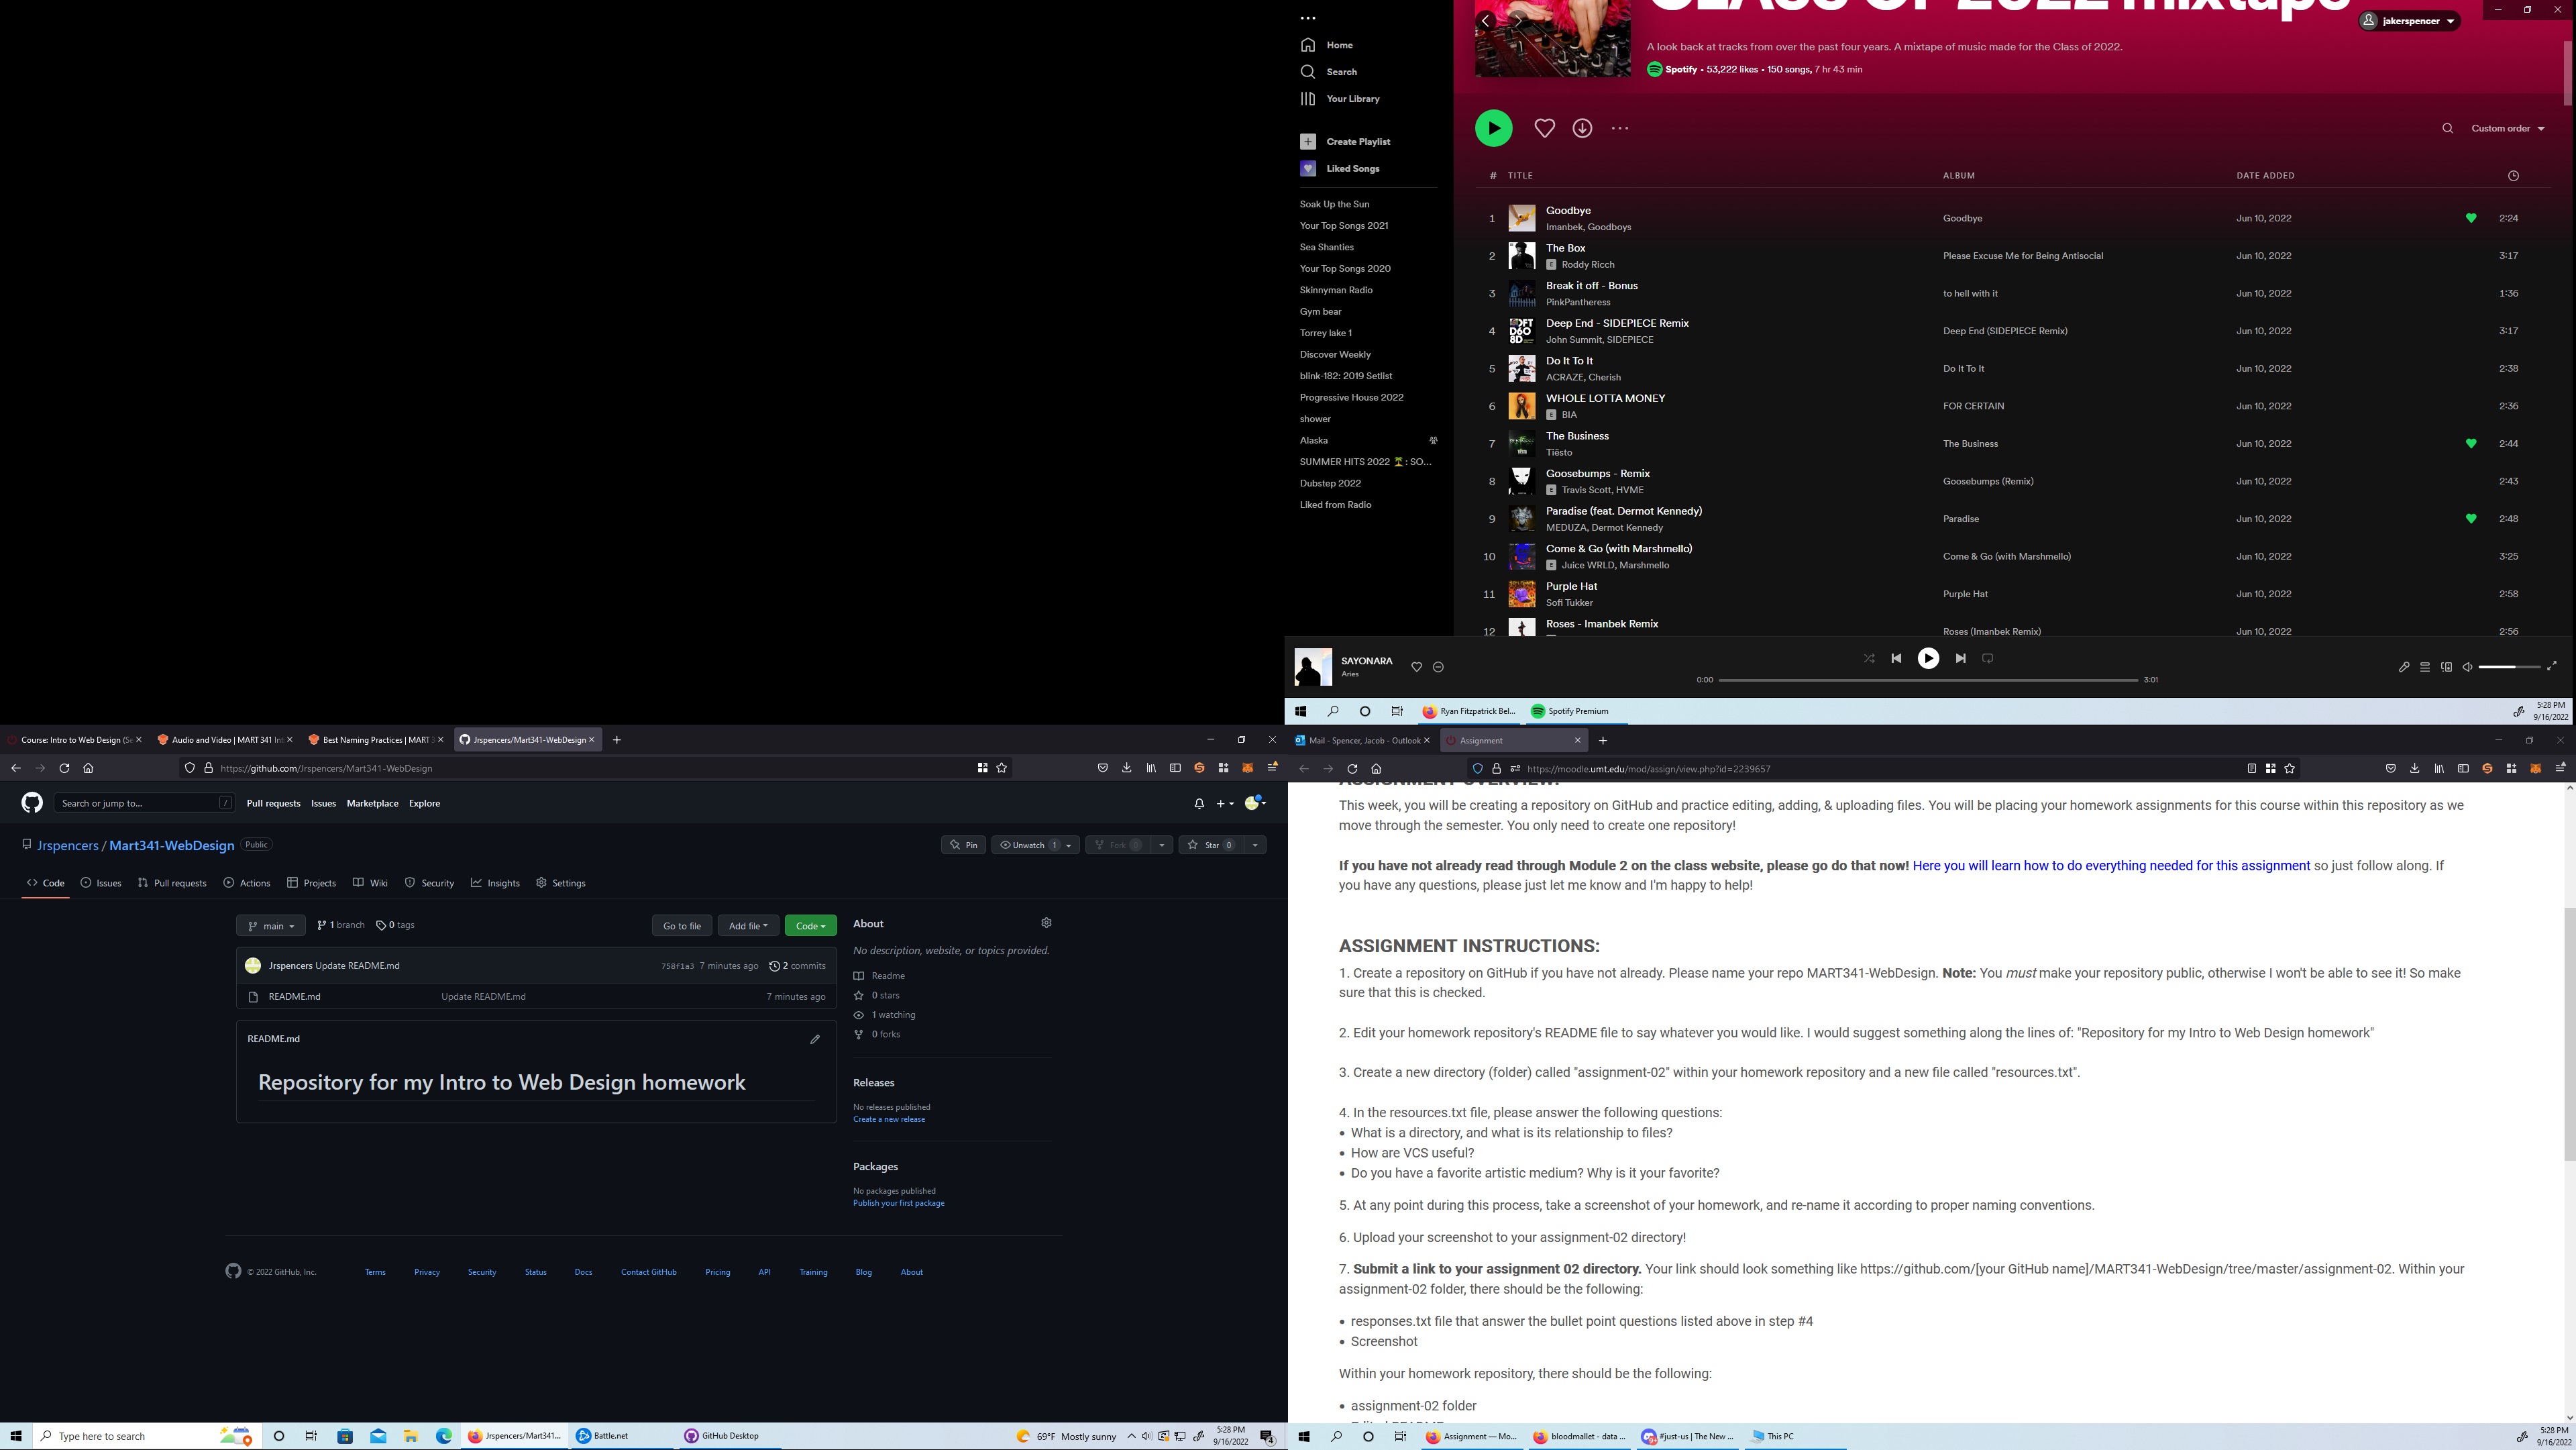 CLASS OF 2022 mixtape
jakerspencer
A look back at tracks from over the past four years. A mixtape of music made for the Class of 2022.
Spotify • 53,222 likes • 150 songs, 7 hr 43 min
Home
Search
Your Library
Create Playlist
Liked Songs
Soak Up the Sun
Your Top Songs 2021
Sea Shanties
Your Top Songs 2020
Skinnyman Radio
Gym bear
Torrey lake 1
Discover Weekly
blink-182: 2019 Setlist
Progressive House 2022
shower
Alaska
SUMMER HITS 2022 🌴 : SO...
Dubstep 2022
Liked from Radio
Custom order
# TITLE ALBUM DATE ADDED
1 Goodbye Goodbye Jun 10, 2022 2:24
Imanbek, Goodboys
2 The Box Please Excuse Me for Being Antisocial Jun 10, 2022 3:17
E Roddy Ricch
3 Break it off - Bonus to hell with it Jun 10, 2022 1:36
PinkPantheress
4 Deep End - SIDEPIECE Remix Deep End (SIDEPIECE Remix) Jun 10, 2022 3:17
John Summit, SIDEPIECE
5 Do It To It Do It To It Jun 10, 2022 2:38
ACRAZE, Cherish
6 WHOLE LOTTA MONEY FOR CERTAIN Jun 10, 2022 2:36
E BIA
7 The Business The Business Jun 10, 2022 2:44
Tiësto
8 Goosebumps - Remix Goosebumps (Remix) Jun 10, 2022 2:43
E Travis Scott, HVME
9 Paradise (feat. Dermot Kennedy) Paradise Jun 10, 2022 2:48
MEDUZA, Dermot Kennedy
10 Come & Go (with Marshmello) Come & Go (with Marshmello) Jun 10, 2022 3:25
E Juice WRLD, Marshmello
11 Purple Hat Purple Hat Jun 10, 2022 2:58
Sofi Tukker
12 Roses - Imanbek Remix Roses (Imanbek Remix) Jun 10, 2022 2:56
SAYONARA
Aries
0:00 3:01
Ryan Fitzpatrick Bel... Spotify Premium 5:28 PM
9/16/2022
Course: Intro to Web Design (Se Audio and Video | MART 341 Int Best Naming Practices | MART 3 Jrspencers/Mart341-WebDesign
https://github.com/Jrspencers/Mart341-WebDesign
Search or jump to... / Pull requests Issues Marketplace Explore
Jrspencers / Mart341-WebDesign Public
Pin Unwatch 1 Fork 0 Star 0
Code Issues Pull requests Actions Projects Wiki Security Insights Settings
main 1 branch 0 tags Go to file Add file Code
Jrspencers Update README.md 758f1a3 7 minutes ago 2 commits
README.md Update README.md 7 minutes ago
README.md
Repository for my Intro to Web Design homework
About
No description, website, or topics provided.
Readme
0 stars
1 watching
0 forks
Releases
No releases published
Create a new release
Packages
No packages published
Publish your first package
© 2022 GitHub, Inc. Terms Privacy Security Status Docs Contact GitHub Pricing API Training Blog About
Type here to search Jrspencers/Mart341... Battle.net GitHub Desktop 69°F Mostly sunny 5:28 PM
9/16/2022 4
Mail - Spencer, Jacob - Outlook Assignment
https://moodle.umt.edu/mod/assign/view.php?id=2239657
ASSIGNMENT OVERVIEW:
This week, you will be creating a repository on GitHub and practice editing, adding, & uploading files. You will be placing your homework assignments for this course within this repository as we
move through the semester. You only need to create one repository!
If you have not already read through Module 2 on the class website, please go do that now! Here you will learn how to do everything needed for this assignment so just follow along. If
you have any questions, please just let me know and I'm happy to help!
ASSIGNMENT INSTRUCTIONS:
1. Create a repository on GitHub if you have not already. Please name your repo MART341-WebDesign. Note: You must make your repository public, otherwise I won't be able to see it! So make
sure that this is checked.
2. Edit your homework repository's README file to say whatever you would like. I would suggest something along the lines of: "Repository for my Intro to Web Design homework"
3. Create a new directory (folder) called "assignment-02" within your homework repository and a new file called "resources.txt".
4. In the resources.txt file, please answer the following questions:
• What is a directory, and what is its relationship to files?
• How are VCS useful?
• Do you have a favorite artistic medium? Why is it your favorite?
5. At any point during this process, take a screenshot of your homework, and re-name it according to proper naming conventions.
6. Upload your screenshot to your assignment-02 directory!
7. Submit a link to your assignment 02 directory. Your link should look something like https://github.com/[your GitHub name]/MART341-WebDesign/tree/master/assignment-02. Within your
assignment-02 folder, there should be the following:
• responses.txt file that answer the bullet point questions listed above in step #4
• Screenshot
Within your homework repository, there should be the following:
• assignment-02 folder
• Edited README
Assignment — Mo... bloodmallet - data ... #just-us | The New ... This PC 5:28 PM
9/16/2022